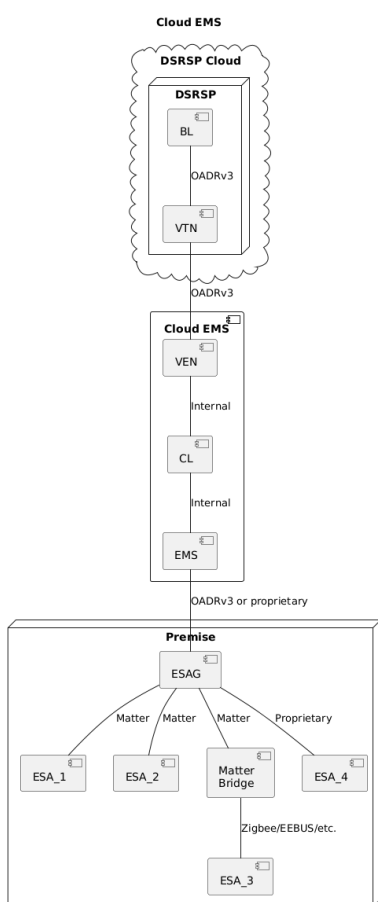 Cloud EMS
DSRSP Cloud
DSRSP
BL
OADRv3
VTN
OADRv3
Cloud EMS
VEN
Internal
CL
Internal
EMS
OADRv3 or proprietary
Premise
ESAG
Matter
Matter
Matter
Proprietary
ESA_1
ESA_2
Matter
Bridge
ESA_4
Zigbee/EEBUS/etc.
ESA_3